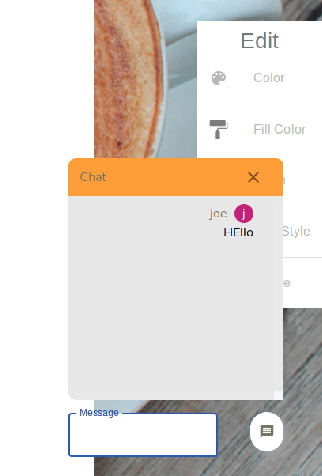 Edit
Color
Fill Color
Chat
joe
j
HEllo
Style
Message